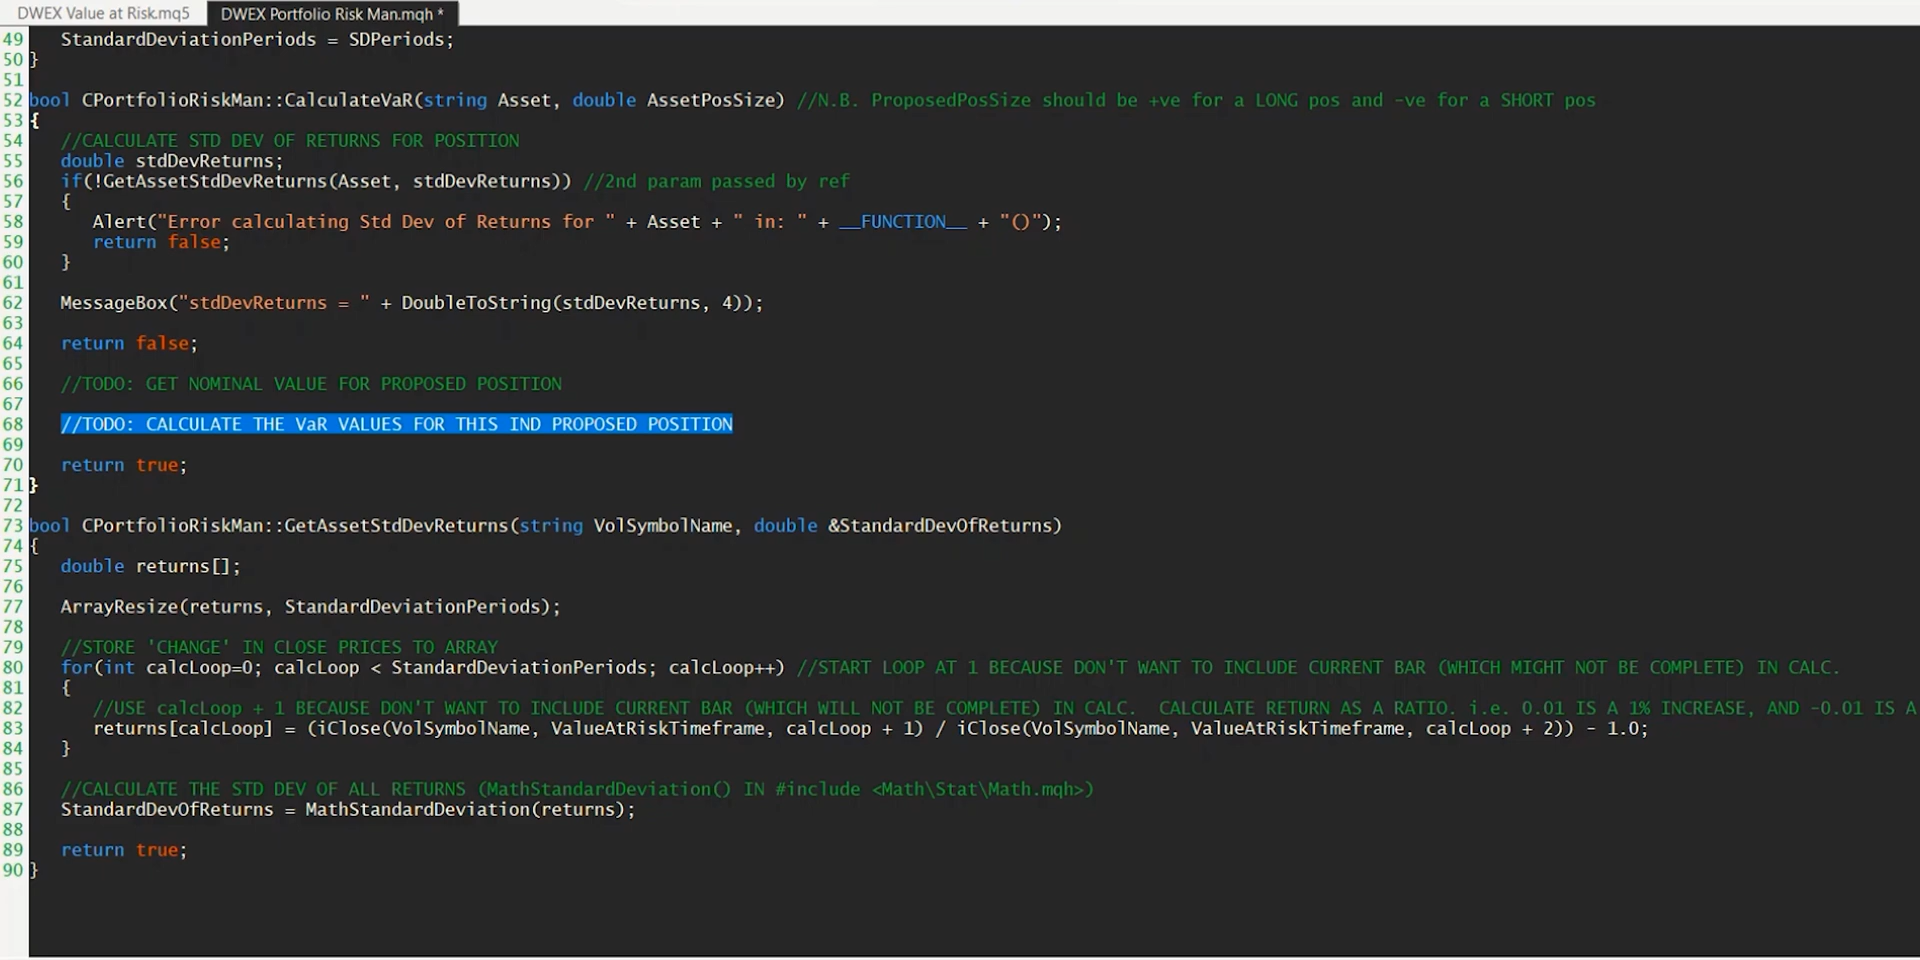 DWEX Value at Risk.mq5 DWEX Portfolio Risk Man.mqh *
49 StandardDeviationPeriods = SDPeriods;
50 }
51
52 bool CPortfolioRiskMan::CalculateVaR(string Asset, double AssetPosSize) //N.B. ProposedPosSize should be +ve for a LONG pos and -ve for a SHORT pos
53 {
54 //CALCULATE STD DEV OF RETURNS FOR POSITION
55 double stdDevReturns;
56 if(!GetAssetStdDevReturns(Asset, stdDevReturns)) //2nd param passed by ref
57 {
58 Alert("Error calculating Std Dev of Returns for " + Asset + " in: " + __FUNCTION__ + "()");
59 return false;
60 }
61
62 MessageBox("stdDevReturns = " + DoubleToString(stdDevReturns, 4));
63
64 return false;
65
66 //TODO: GET NOMINAL VALUE FOR PROPOSED POSITION
67
68 //TODO: CALCULATE THE VaR VALUES FOR THIS IND PROPOSED POSITION
69
70 return true;
71 }
72
73 bool CPortfolioRiskMan::GetAssetStdDevReturns(string VolSymbolName, double &StandardDevOfReturns)
74 {
75 double returns[];
76
77 ArrayResize(returns, StandardDeviationPeriods);
78
79 //STORE 'CHANGE' IN CLOSE PRICES TO ARRAY
80 for(int calcLoop=0; calcLoop < StandardDeviationPeriods; calcLoop++) //START LOOP AT 1 BECAUSE DON'T WANT TO INCLUDE CURRENT BAR (WHICH MIGHT NOT BE COMPLETE) IN CALC.
81 {
82 //USE calcLoop + 1 BECAUSE DON'T WANT TO INCLUDE CURRENT BAR (WHICH WILL NOT BE COMPLETE) IN CALC. CALCULATE RETURN AS A RATIO. i.e. 0.01 IS A 1% INCREASE, AND -0.01 IS A
83 returns[calcLoop] = (iClose(VolSymbolName, ValueAtRiskTimeframe, calcLoop + 1) / iClose(VolSymbolName, ValueAtRiskTimeframe, calcLoop + 2)) - 1.0;
84 }
85
86 //CALCULATE THE STD DEV OF ALL RETURNS (MathStandardDeviation() IN #include <Math\Stat\Math.mqh>)
87 StandardDevOfReturns = MathStandardDeviation(returns);
88
89 return true;
90 }